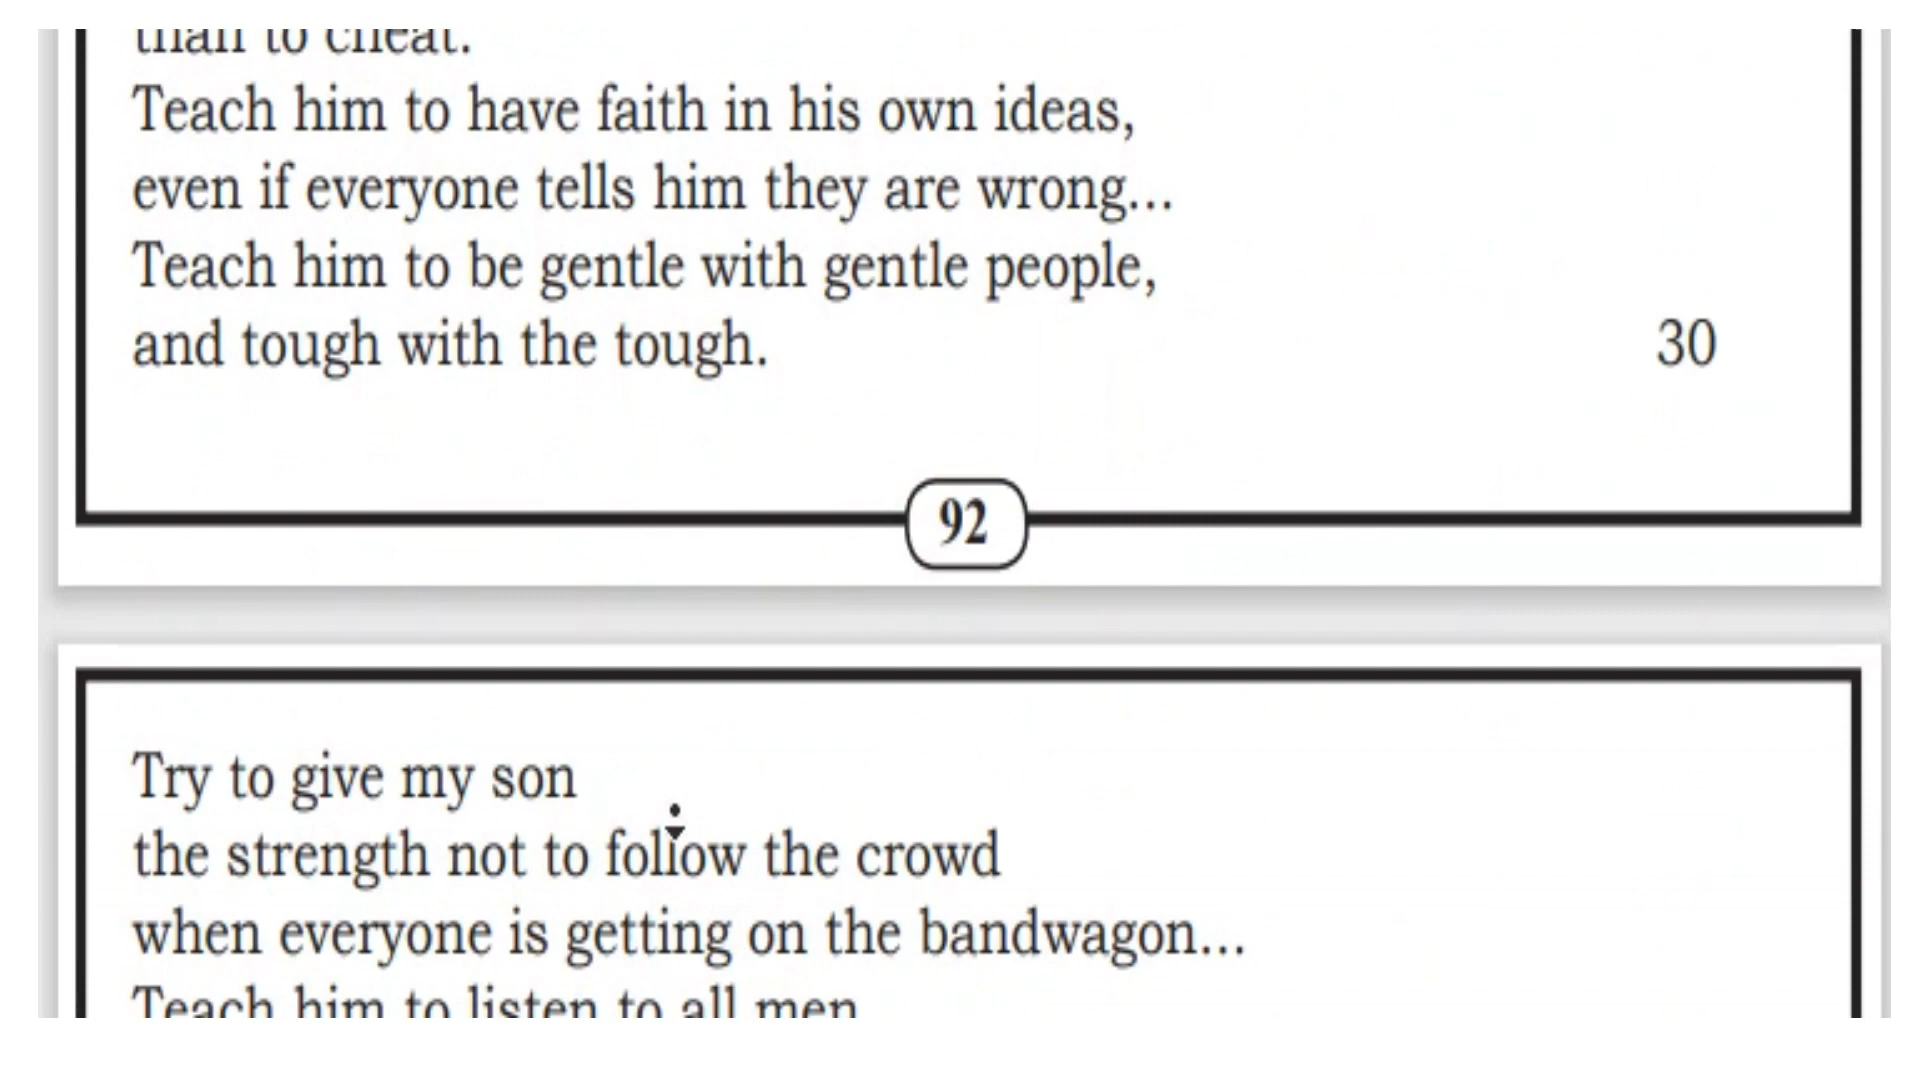 than to cheat.
Teach him to have faith in his own ideas,
even if everyone tells him they are wrong...
Teach him to be gentle with gentle people,
and tough with the tough. 30
92
Try to give my son
the strength not to follow the crowd
when everyone is getting on the bandwagon...
Teach him to listen to all men